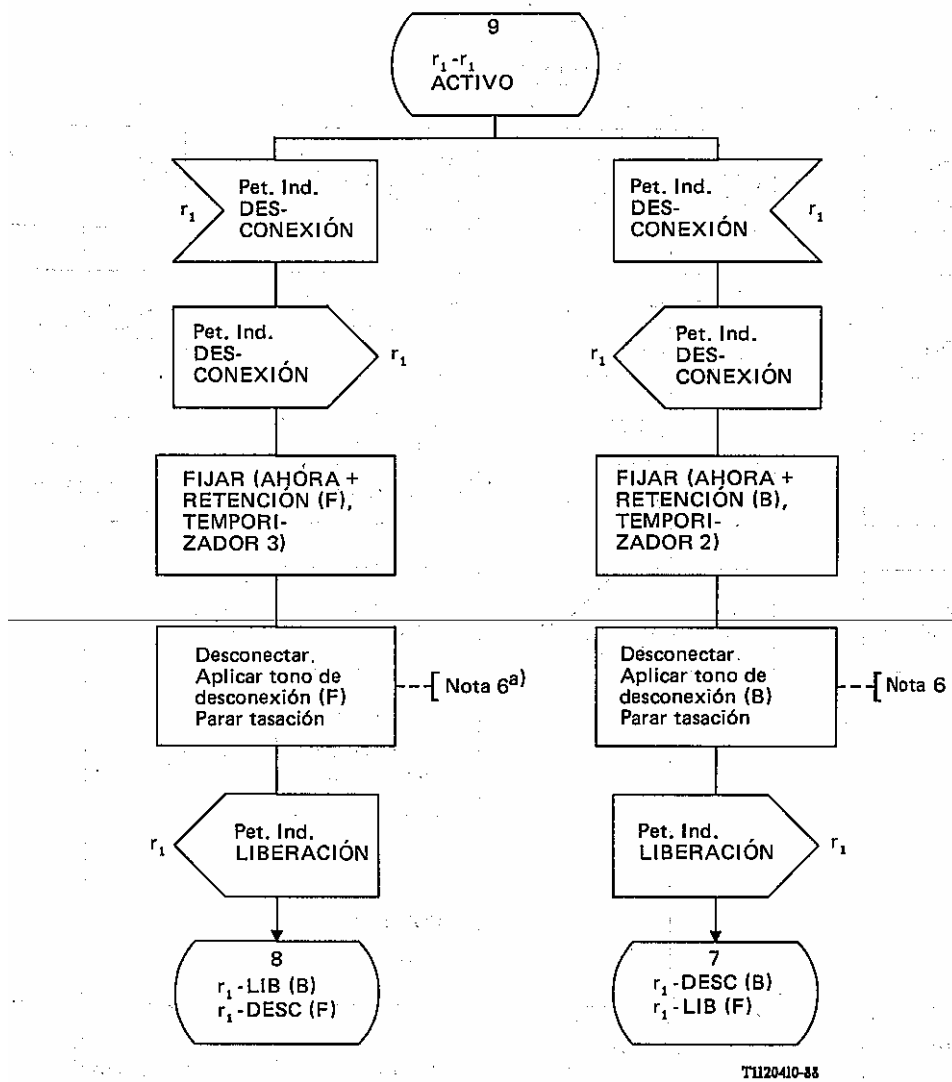 9
r₁-r₁
ACTIVO
r₁
Pet. Ind.
DES-
CONEXIÓN
Pet. Ind.
DES-
CONEXIÓN
r₁
Pet. Ind.
DES-
CONEXIÓN
r₁
r₁
Pet. Ind.
DES-
CONEXIÓN
FIJAR (AHORA +
RETENCIÓN (F),
TEMPORI-
ZADOR 3)
FIJAR (AHORA +
RETENCIÓN (B),
TEMPORI-
ZADOR 2)
Desconectar.
Aplicar tono de
desconexión (F)
Parar tasación
Nota 6a)
Desconectar.
Aplicar tono de
desconexión (B)
Parar tasación
Nota 6
r₁
Pet. Ind.
LIBERACIÓN
Pet. Ind.
LIBERACIÓN
r₁
8
r₁-LIB (B)
r₁-DESC (F)
7
r₁-DESC (B)
r₁-LIB (F)
T1120410-88